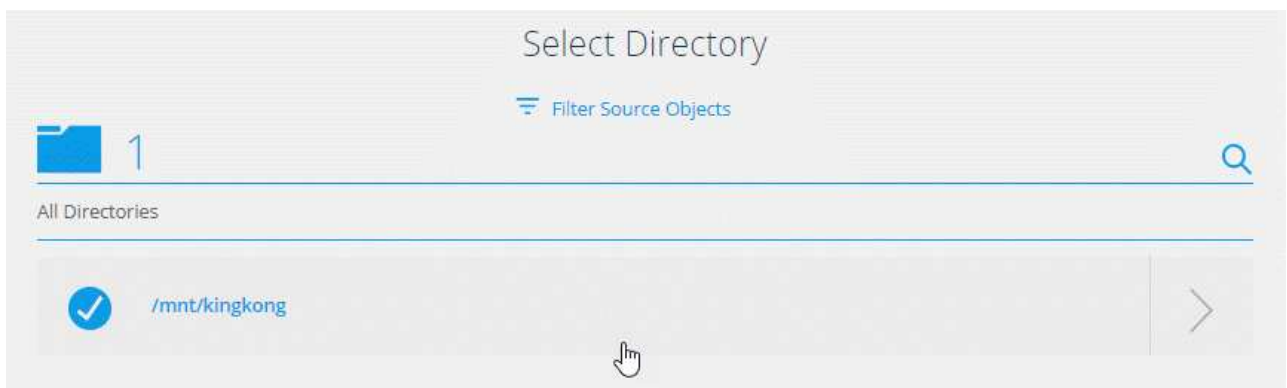 Select Directory
Filter Source Objects
1
All Directories
/mnt/kingkong